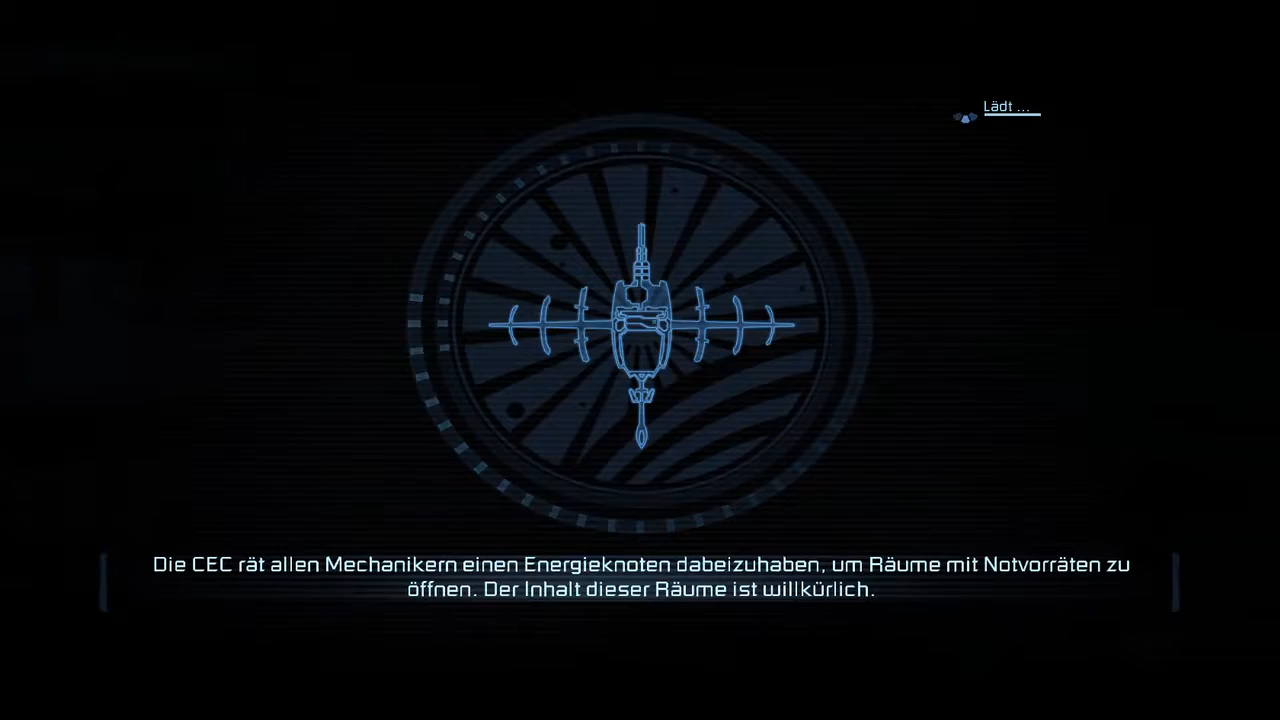 Lädt ...
Die CEC rät allen Mechanikern einen Energieknoten dabeizuhaben, um Räume mit Notvorräten zu
öffnen. Der Inhalt dieser Räume ist willkürlich.